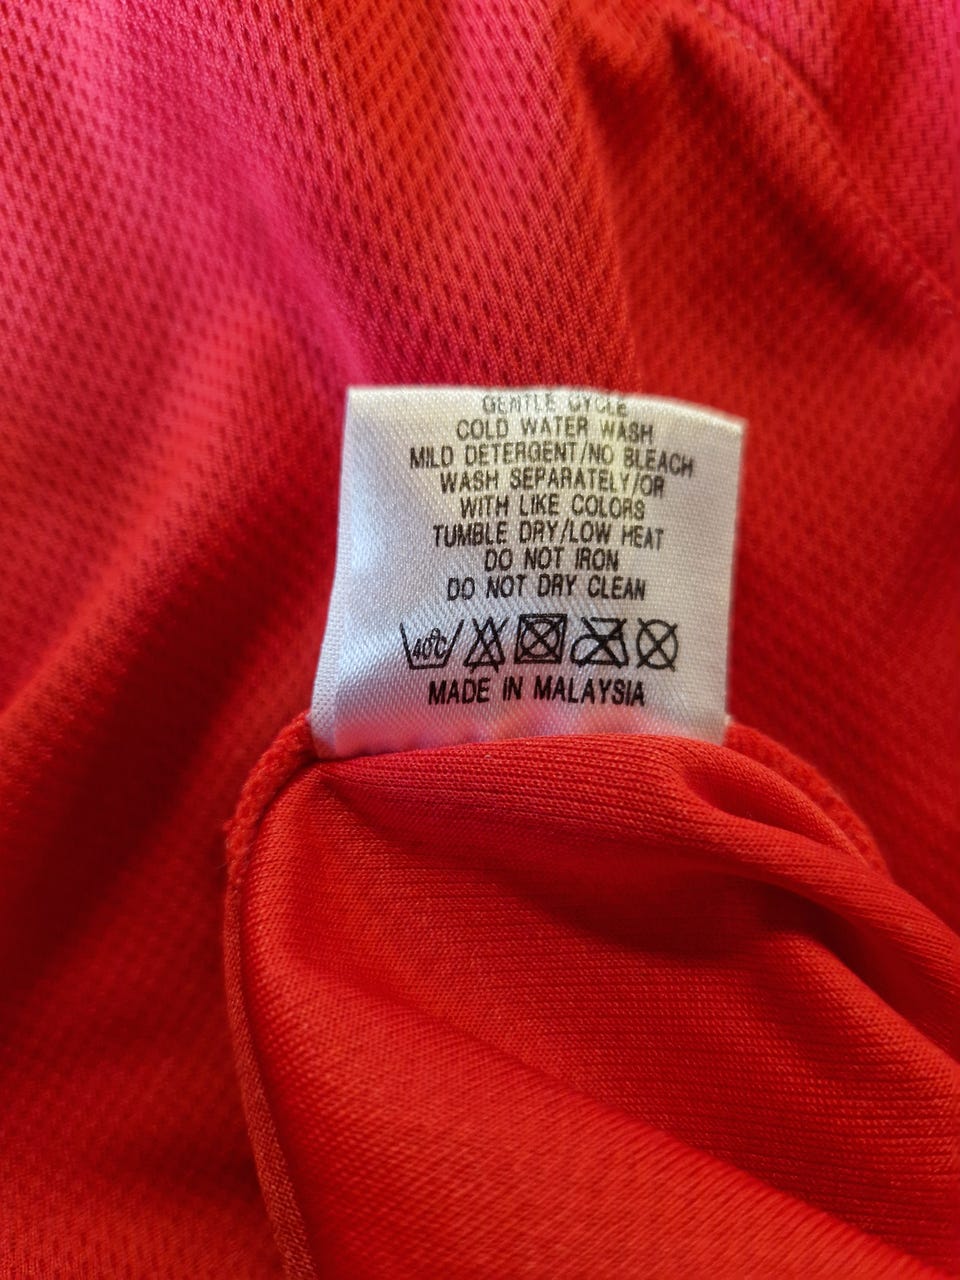 GENTLE CYCLE
COLD WATER WASH
MILD DETERGENT/NO BLEACH
WASH SEPARATELY/OR
WITH LIKE COLORS
TUMBLE DRY/LOW HEAT
DO NOT IRON
DO NOT DRY CLEAN
40°C
MADE IN MALAYSIA